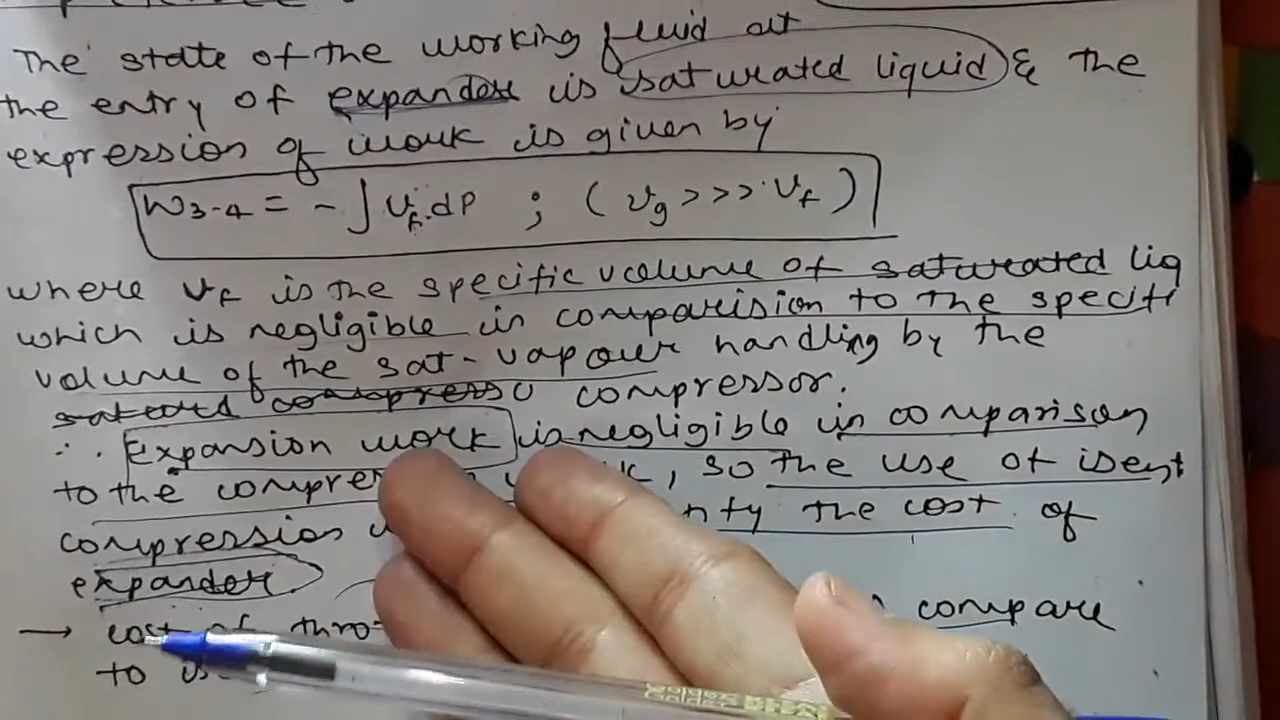 The state of the working fluid at
the entry of expander is saturated liquid & the
expression of work is given by
W3-4 = - ∫ Vf.dP ; ( Vg >>> Vf )
where Vf is the specific volume of saturated liq
which is negligible in comparision to the specifi
volume of the sat-vapour handling by the
compressor.
∴ Expansion work is negligible in comparison
to the compre , so the use of isent
compression the cost of
expander.
→ cost of thro compare
to